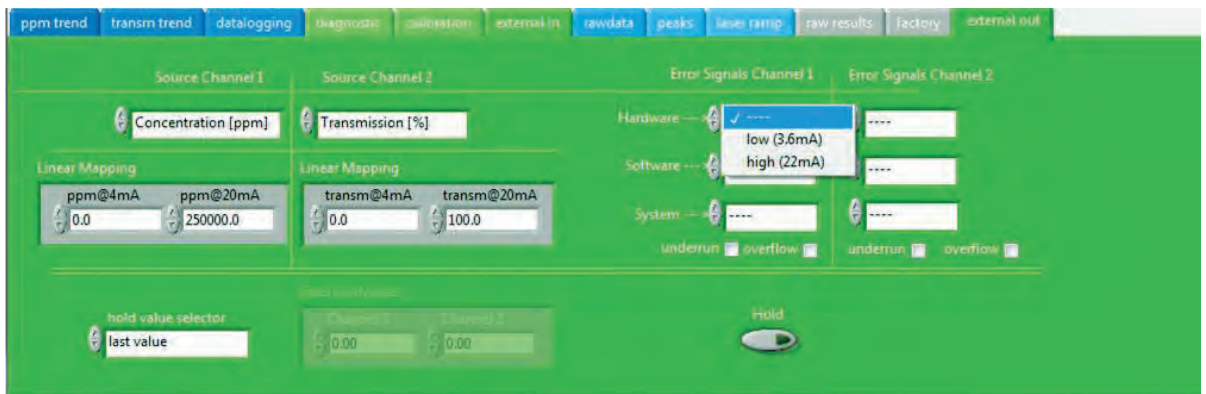 ppm trend transm trend datalogging diagnostic calibration external in rawdata peaks laser ramp raw results factory external out
Source Channel 1 Source Channel 2 Error Signals Channel 1 Error Signals Channel 2
Concentration [ppm] Transmission [%] Hardware --- ✓ ---- ----
low (3.6mA)
high (22mA)
Linear Mapping Linear Mapping Software --- ----
ppm@4mA ppm@20mA transm@4mA transm@20mA
0.0 250000.0 0.0 100.0
System --- ---- ----
underrun overflow underrun overflow
hold value selector Channel 1 Channel 2 Hold
last value 0.00 0.00